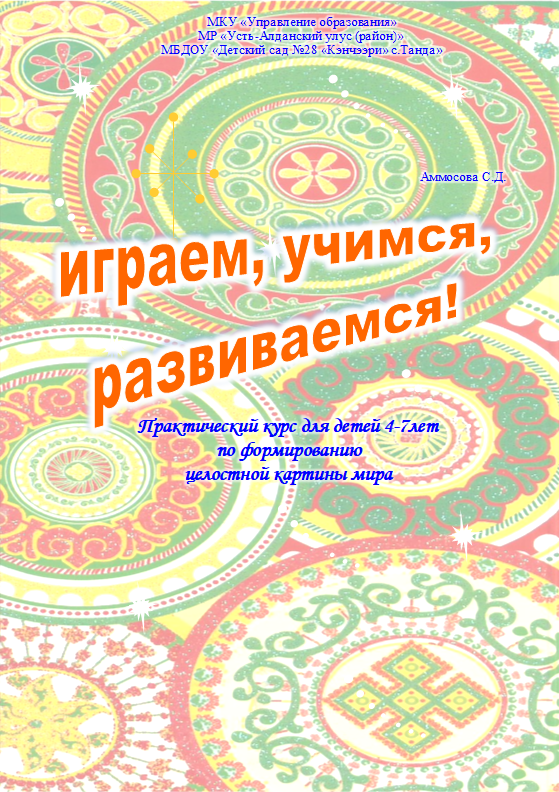 МКУ «Управление образования»
МР «Усть-Алданский улус (район)»
МБДОУ «Детский сад №28 «Кэнчээри» с.Танда»
Аммосова С.Д.
играем, учимся,
развиваемся!
Практический курс для детей 4-7лет
по формированию
целостной картины мира